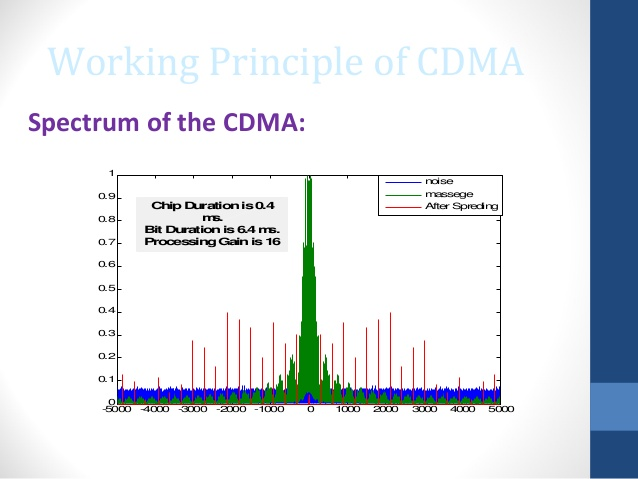 Working Principle of CDMA
Spectrum of the CDMA:
1
0.9
0.8
0.7
0.6
0.5
0.4
0.3
0.2
0.1
0
Chip Duration is 0.4
ms.
Bit Duration is 6.4 ms.
Processing Gain is 16
noise
massege
After Spreding
-5000 -4000 -3000 -2000 -1000 0 1000 2000 3000 4000 5000